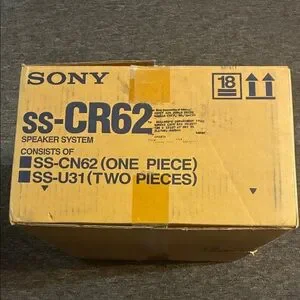 SONY
SS-CR62
SPEAKER SYSTEM
CONSISTS OF
SS-CN62 (ONE PIECE)
SS-U31 (TWO PIECES)
18